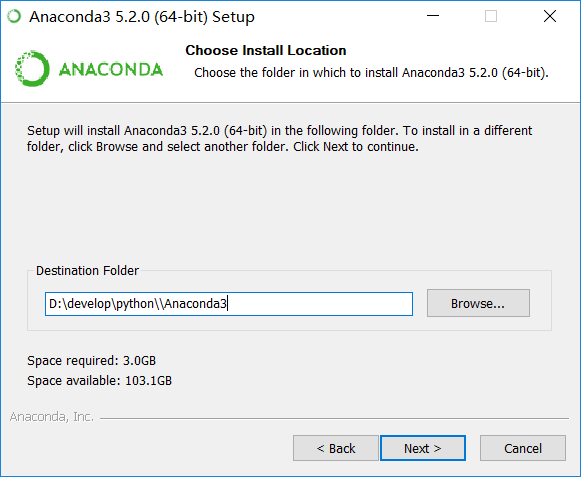 Anaconda3 5.2.0 (64-bit) Setup
ANACONDA
Choose Install Location
Choose the folder in which to install Anaconda3 5.2.0 (64-bit).
Setup will install Anaconda3 5.2.0 (64-bit) in the following folder. To install in a different
folder, click Browse and select another folder. Click Next to continue.
Destination Folder
D:\develop\python\\Anaconda3
Browse...
Space required: 3.0GB
Space available: 103.1GB
Anaconda, Inc.
< Back
Next >
Cancel